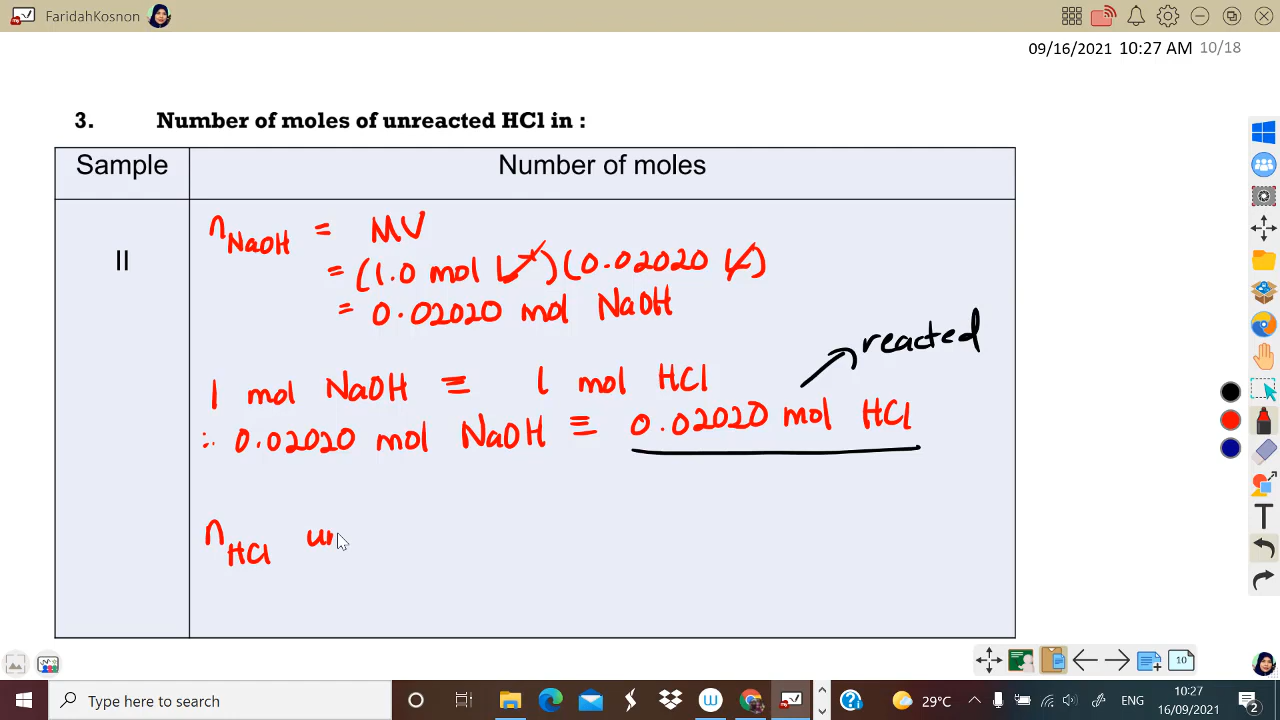 FaridahKosnon
09/16/2021 10:27 AM 10/18
3. Number of moles of unreacted HCl in :
Sample Number of moles
II
n NaOH = MV
= (1.0 mol L⁻¹)(0.02020 L)
= 0.02020 mol NaOH
reacted
1 mol NaOH ≡ 1 mol HCl
∴ 0.02020 mol NaOH ≡ 0.02020 mol HCl
n HCl un
T
10
Type here to search
29°C
ENG
10:27
16/09/2021
2